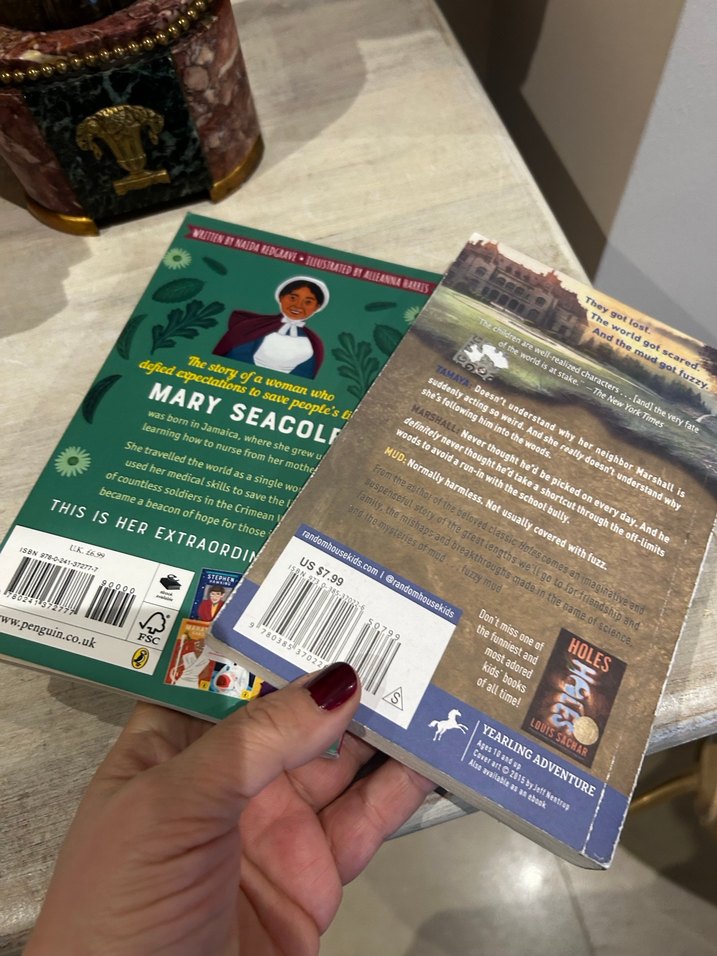 WRITTEN BY NAIDA REDGRAVE • ILLUSTRATED BY ALLEANNA HARRIS
The story of a woman who
defied expectations to save people's
MARY SEACOLE
was born in Jamaica, where she grew
learning how to nurse from her
She travelled the world as a single
used her medical skills to save the
of countless soldiers in the Crimean
became a beacon of hope for those
THIS IS HER
U.K. £6.99
ISBN 978-0-241-37277-7
90000
ebook available
FSC
www.penguin.co.uk
STEPHEN
HAWKING
They got lost.
The world got scared.
And the mud got fuzzy.
"The children are well-realized characters . . . [and] the very fate
of the world is at stake." —The New York Times
TAMAYA: Doesn't understand why her neighbor Marshall is
suddenly acting so weird. And she really doesn't understand why
she's following him into the woods.
MARSHALL: Never thought he'd be picked on every day. And he
definitely never thought he'd take a shortcut through the off-limits
woods to avoid a run-in with the school bully.
MUD: Normally harmless. Not usually covered with fuzz.
From the author of the beloved classic Holes comes an imaginative and
suspenseful story of the great lengths we'll go to for friendship and
family, the mishaps and breakthroughs made in the name of science,
and the mysteries of mud . . . fuzzy mud.
randomhousekids.com | @randomhousekids
US $7.99
50799
S
Don't miss one of
the funniest and
most adored
kids' books
of all time!
HOLES
HOLES
LOUIS SACHAR
YEARLING ADVENTURE
Ages 10 and up
Cover art © 2015 by Jeff Nentrup
Also available as an ebook